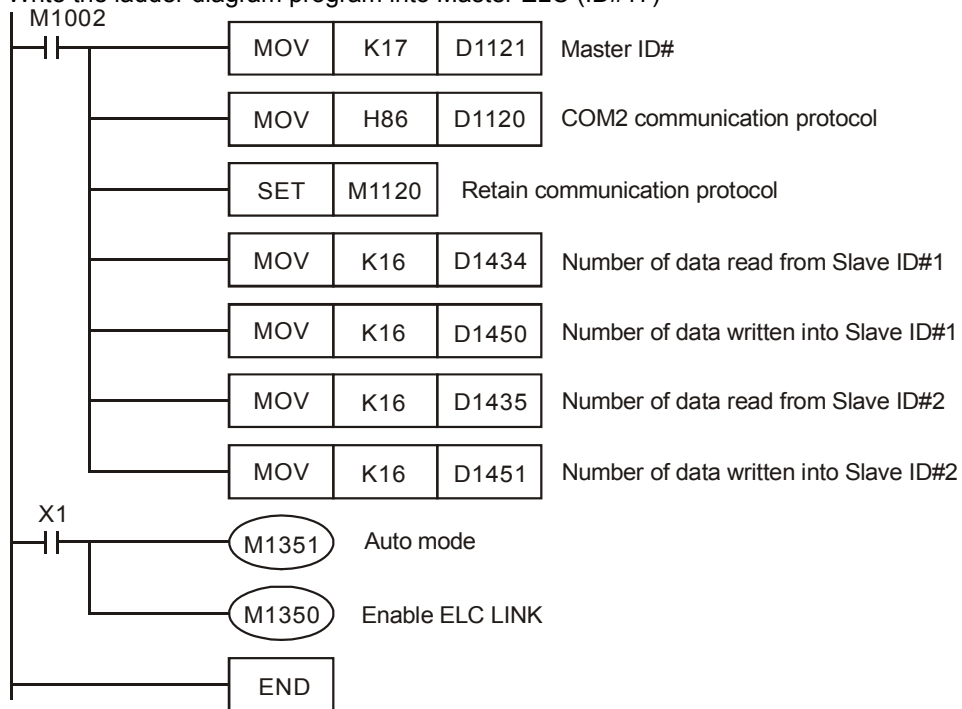 Write the ladder diagram program into Master ELC (ID#17)
M1002
MOV K17 D1121 Master ID#
MOV H86 D1120 COM2 communication protocol
SET M1120 Retain communication protocol
MOV K16 D1434 Number of data read from Slave ID#1
MOV K16 D1450 Number of data written into Slave ID#1
MOV K16 D1435 Number of data read from Slave ID#2
MOV K16 D1451 Number of data written into Slave ID#2
X1
M1351 Auto mode
M1350 Enable ELC LINK
END